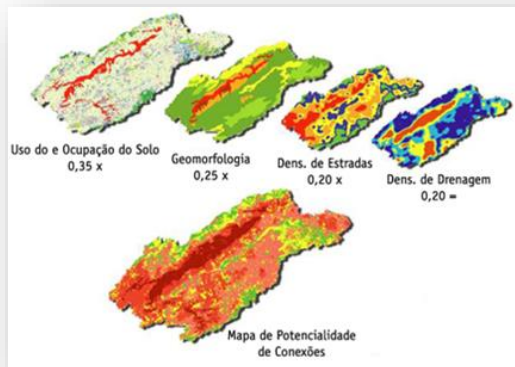 Uso do e Ocupação do Solo
0,35 x
Geomorfologia
0,25 x
Dens. de Estradas
0,20 x
Dens. de Drenagem
0,20 =
Mapa de Potencialidade
de Conexões